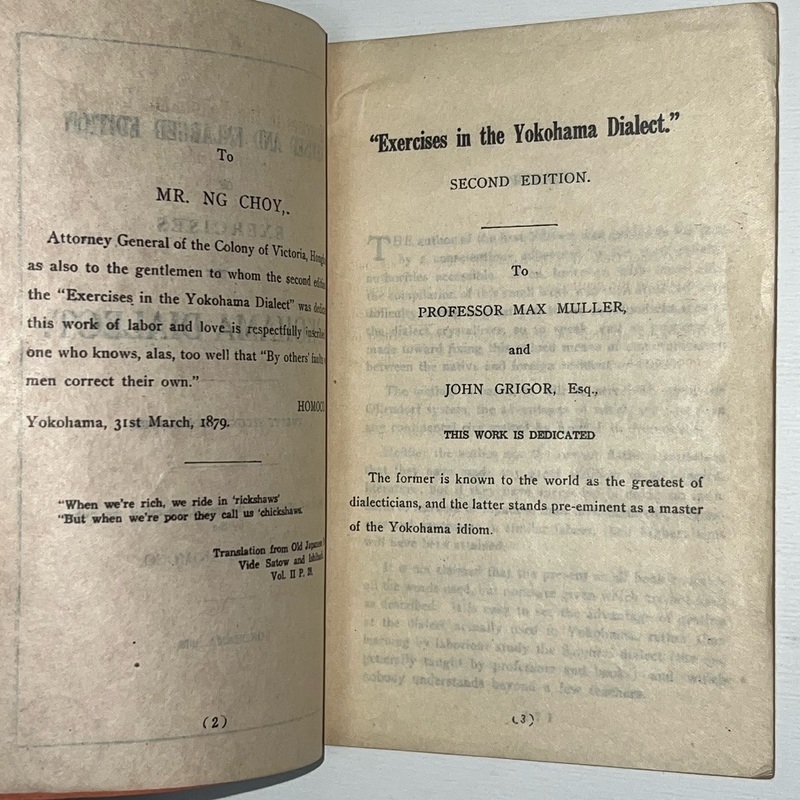 To
MR. NG CHOY,.
Attorney General of the Colony of Victoria,
as also to the gentlemen to whom the second
the "Exercises in the Yokohama Dialect" was
this work of labor and love is respectfully
one who knows, alas, too well that "By others'
men correct their own."
Yokohama, 31st March, 1879.
"When we're rich, we ride in 'rickshaws'
"But when we're poor they call us 'chickshaws.
Translation from Old Japanese
Vide Satow and
Vol. II P.
(2)
"Exercises in the Yokohama Dialect."
SECOND EDITION.
To
PROFESSOR MAX MULLER,
and
JOHN GRIGOR, Esq.,
THIS WORK IS DEDICATED
The former is known to the world as the greatest of
dialecticians, and the latter stands pre-eminent as a master
of the Yokohama idiom.
(3)